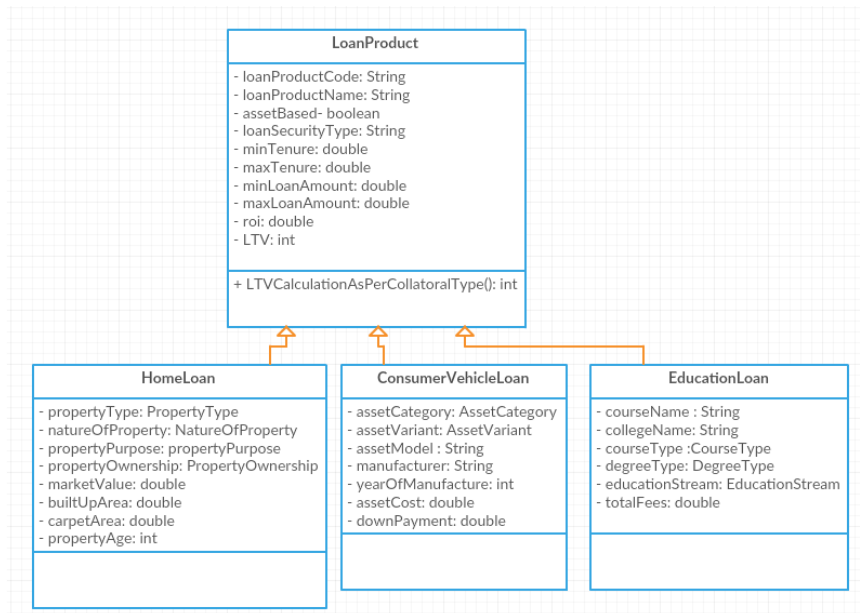 LoanProduct
- loanProductCode: String
- loanProductName: String
- assetBased- boolean
- loanSecurityType: String
- minTenure: double
- maxTenure: double
- minLoanAmount: double
- maxLoanAmount: double
- roi: double
- LTV: int
+ LTVCalculationAsPerCollatoralType(): int
HomeLoan
- propertyType: PropertyType
- natureOfProperty: NatureOfProperty
- propertyPurpose: propertyPurpose
- propertyOwnership: PropertyOwnership
- marketValue: double
- builtUpArea: double
- carpetArea: double
- propertyAge: int
ConsumerVehicleLoan
- assetCategory: AssetCategory
- assetVariant: AssetVariant
- assetModel : String
- manufacturer: String
- yearOfManufacture: int
- assetCost: double
- downPayment: double
EducationLoan
- courseName : String
- collegeName: String
- courseType :CourseType
- degreeType: DegreeType
- educationStream: EducationStream
- totalFees: double